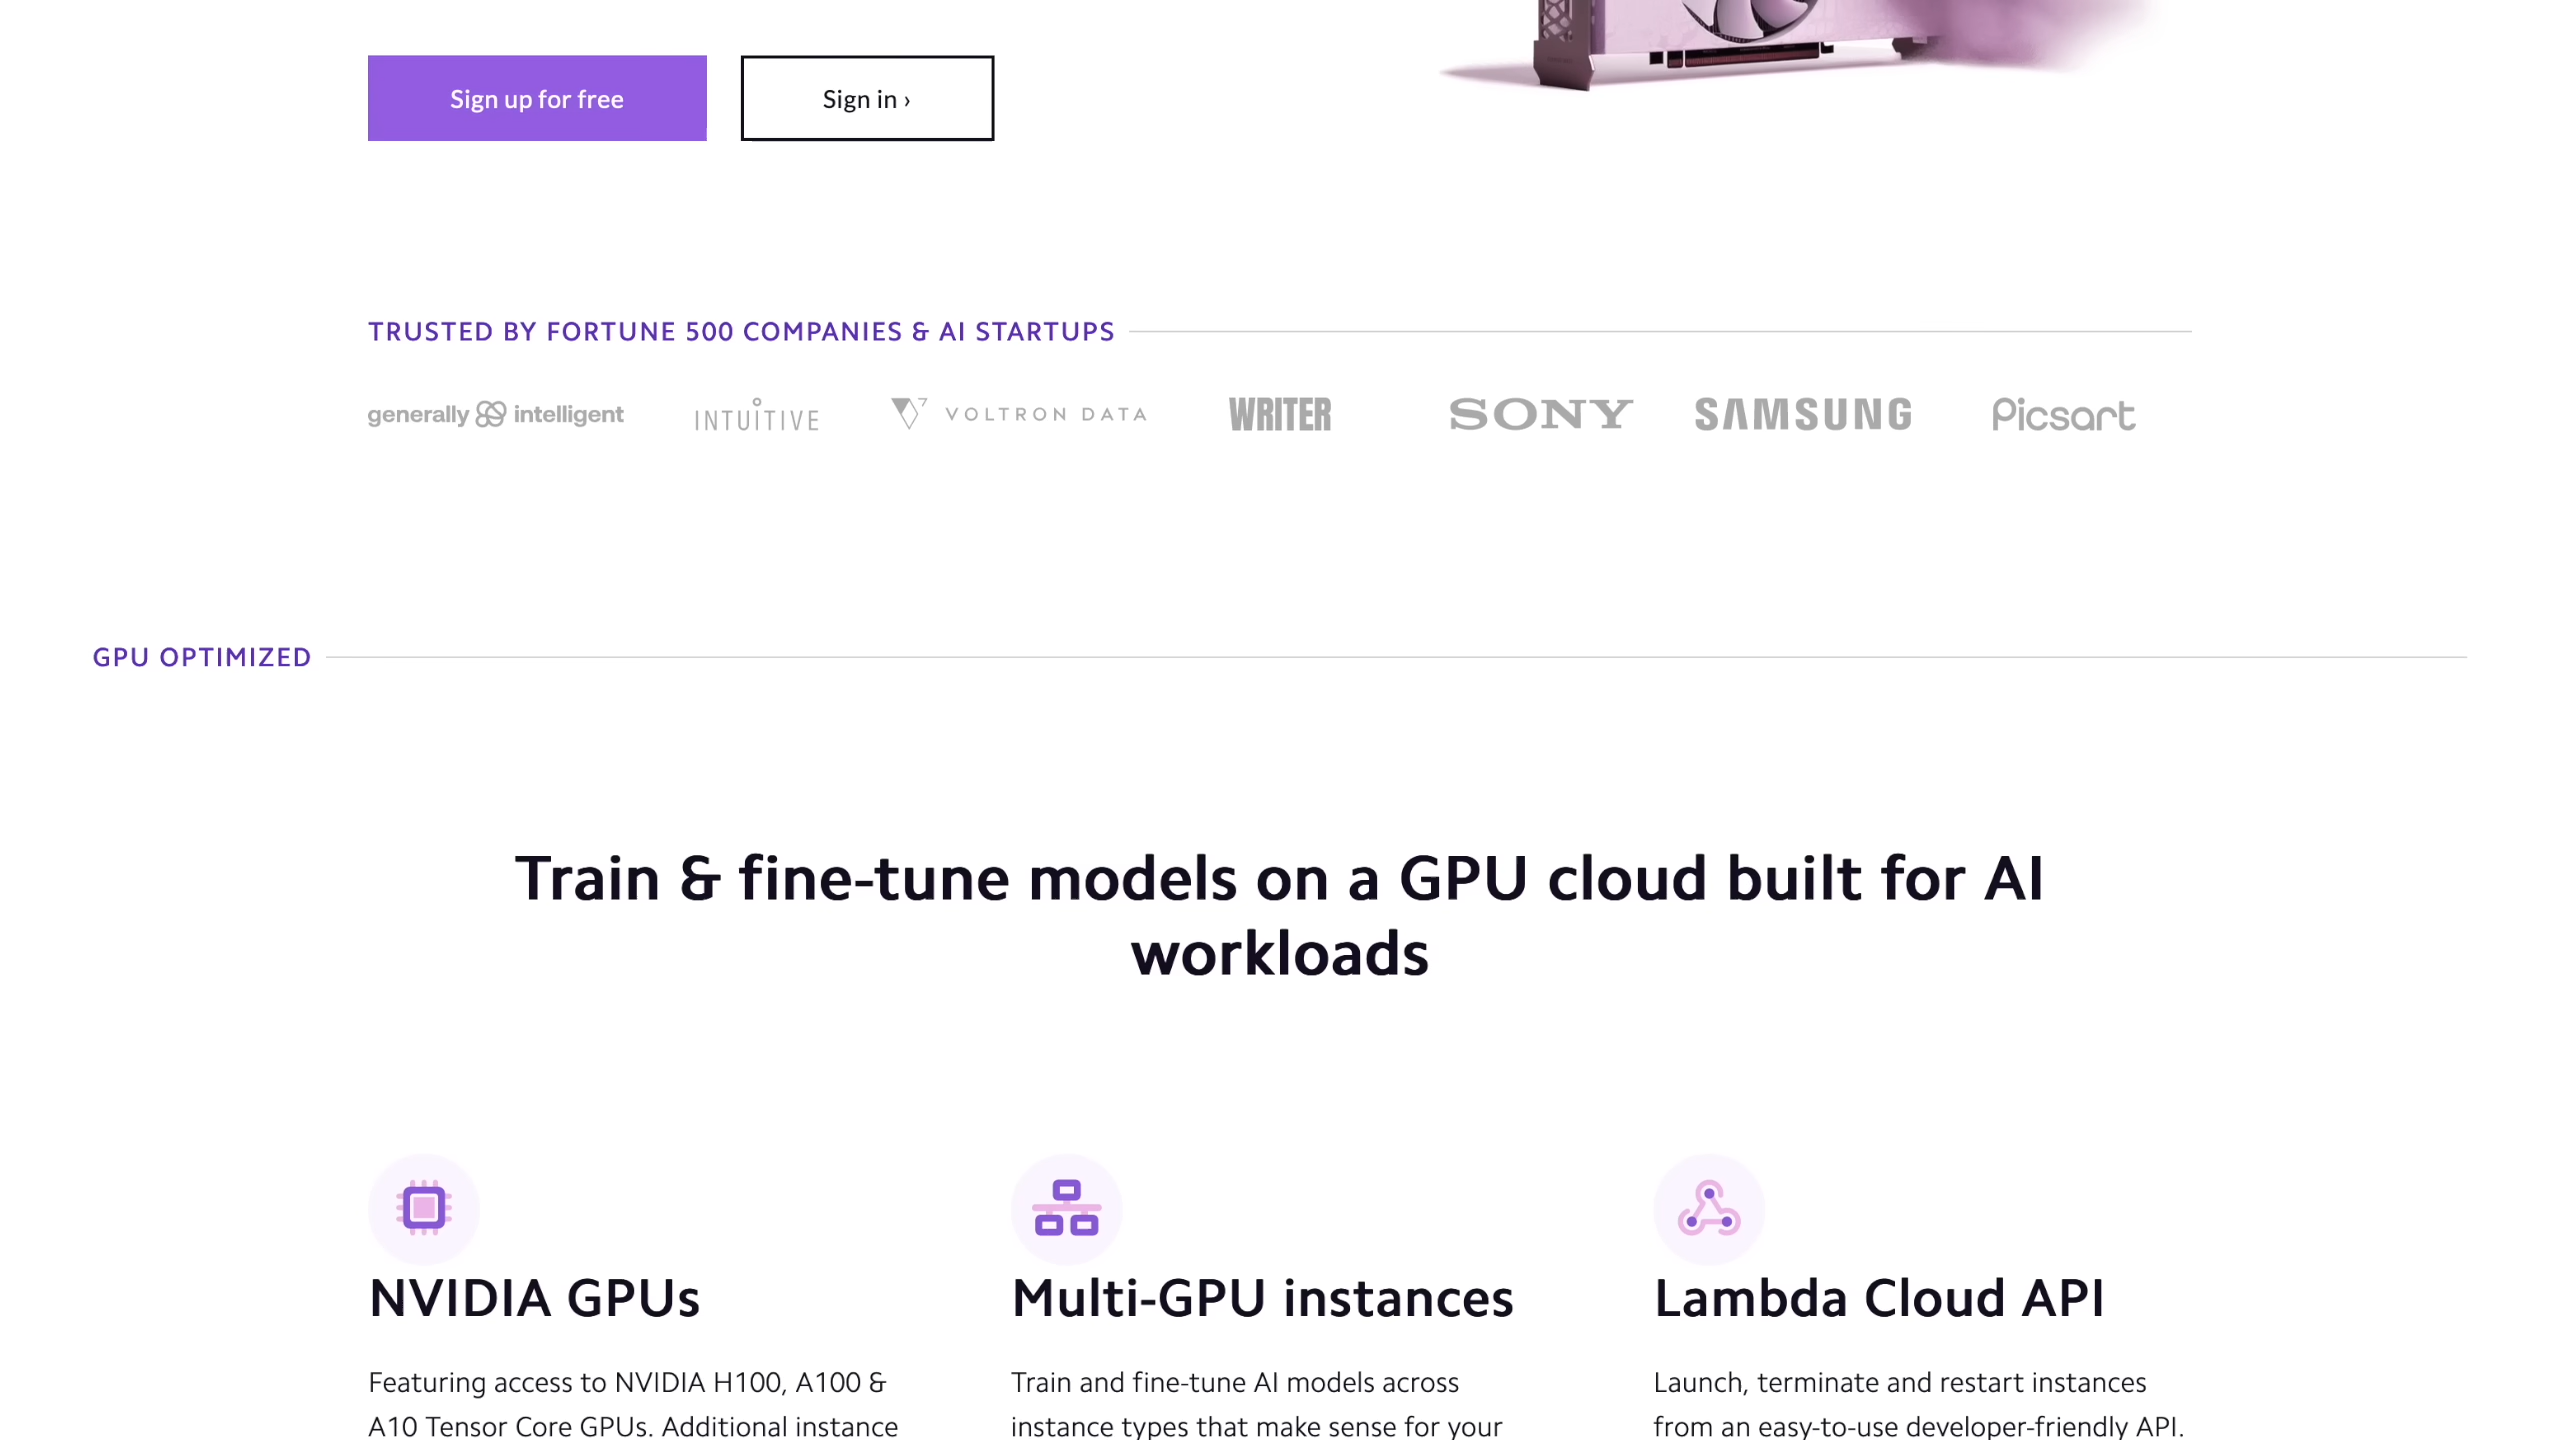 Sign up for free
Sign in ›
TRUSTED BY FORTUNE 500 COMPANIES & AI STARTUPS
generally intelligent
INTUITIVE
VOLTRON DATA
WRITER
SONY
SAMSUNG
Picsart
GPU OPTIMIZED
Train & fine-tune models on a GPU cloud built for AI
workloads
NVIDIA GPUs
Featuring access to NVIDIA H100, A100 &
A10 Tensor Core GPUs. Additional instance
Multi-GPU instances
Train and fine-tune AI models across
instance types that make sense for your
Lambda Cloud API
Launch, terminate and restart instances
from an easy-to-use developer-friendly API.